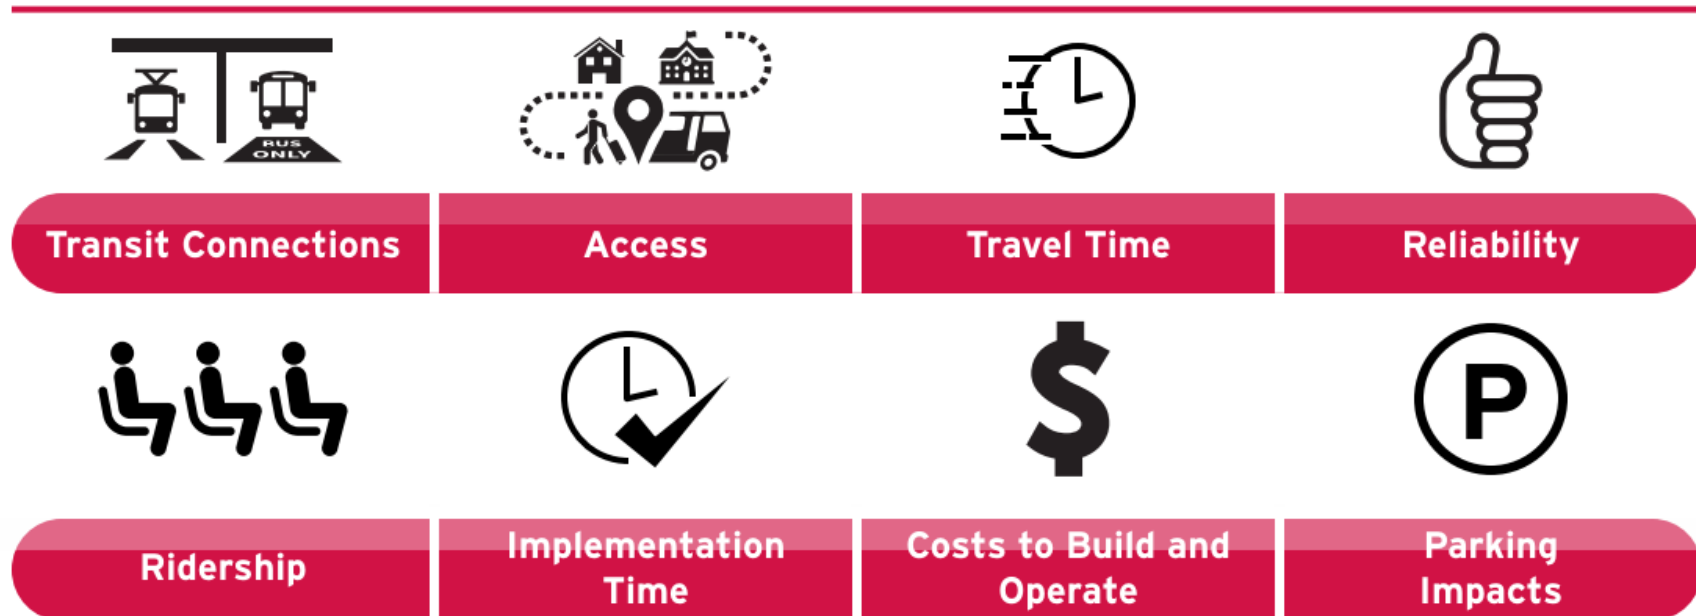 BUS
ONLY
Transit Connections
Access
Travel Time
Reliability
P
Ridership
Implementation
Time
$
Costs to Build and
Operate
Parking
Impacts